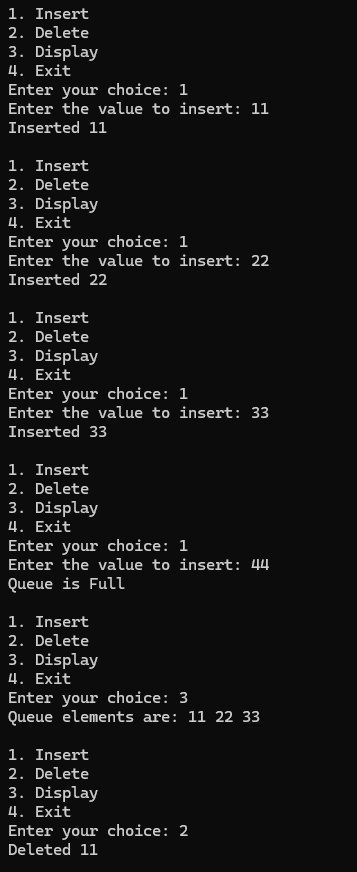 1. Insert
2. Delete
3. Display
4. Exit
Enter your choice: 1
Enter the value to insert: 11
Inserted 11

1. Insert
2. Delete
3. Display
4. Exit
Enter your choice: 1
Enter the value to insert: 22
Inserted 22

1. Insert
2. Delete
3. Display
4. Exit
Enter your choice: 1
Enter the value to insert: 33
Inserted 33

1. Insert
2. Delete
3. Display
4. Exit
Enter your choice: 1
Enter the value to insert: 44
Queue is Full

1. Insert
2. Delete
3. Display
4. Exit
Enter your choice: 3
Queue elements are: 11 22 33

1. Insert
2. Delete
3. Display
4. Exit
Enter your choice: 2
Deleted 11